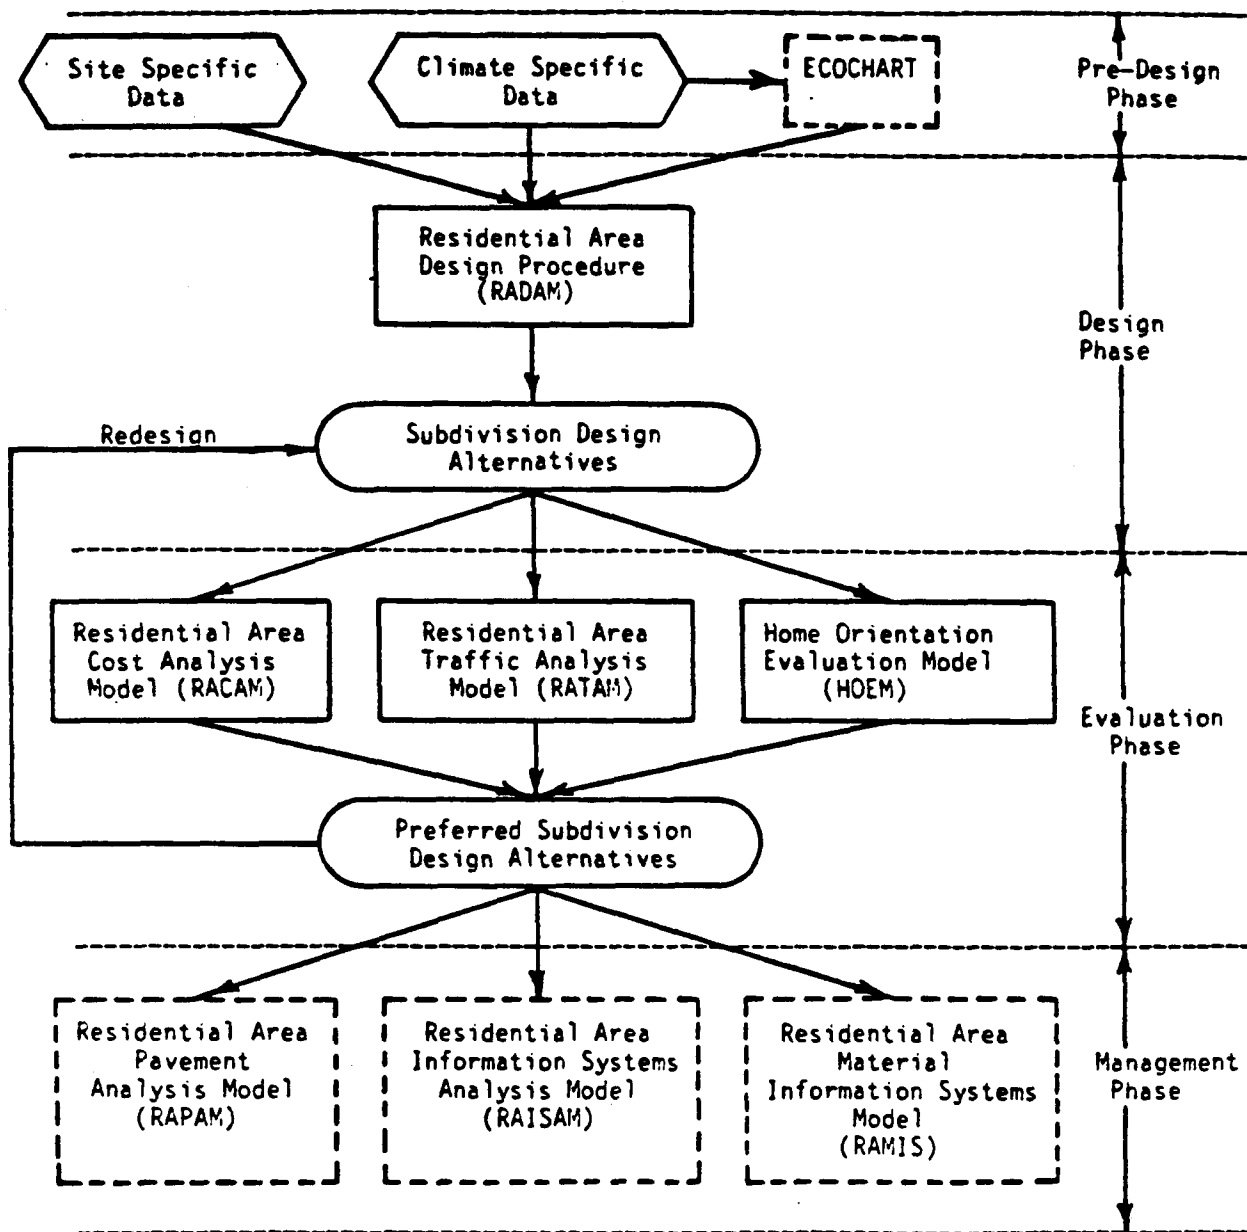 Site Specific
Data
Climate Specific
Data
ECOCHART
Pre-Design
Phase
Residential Area
Design Procedure
(RADAM)
Design
Phase
Redesign
Subdivision Design
Alternatives
Residential Area
Cost Analysis
Model (RACAM)
Residential Area
Traffic Analysis
Model (RATAM)
Home Orientation
Evaluation Model
(HOEM)
Evaluation
Phase
Preferred Subdivision
Design Alternatives
Residential Area
Pavement
Analysis Model
(RAPAM)
Residential Area
Information Systems
Analysis Model
(RAISAM)
Residential Area
Material
Information Systems
Model
(RAMIS)
Management
Phase